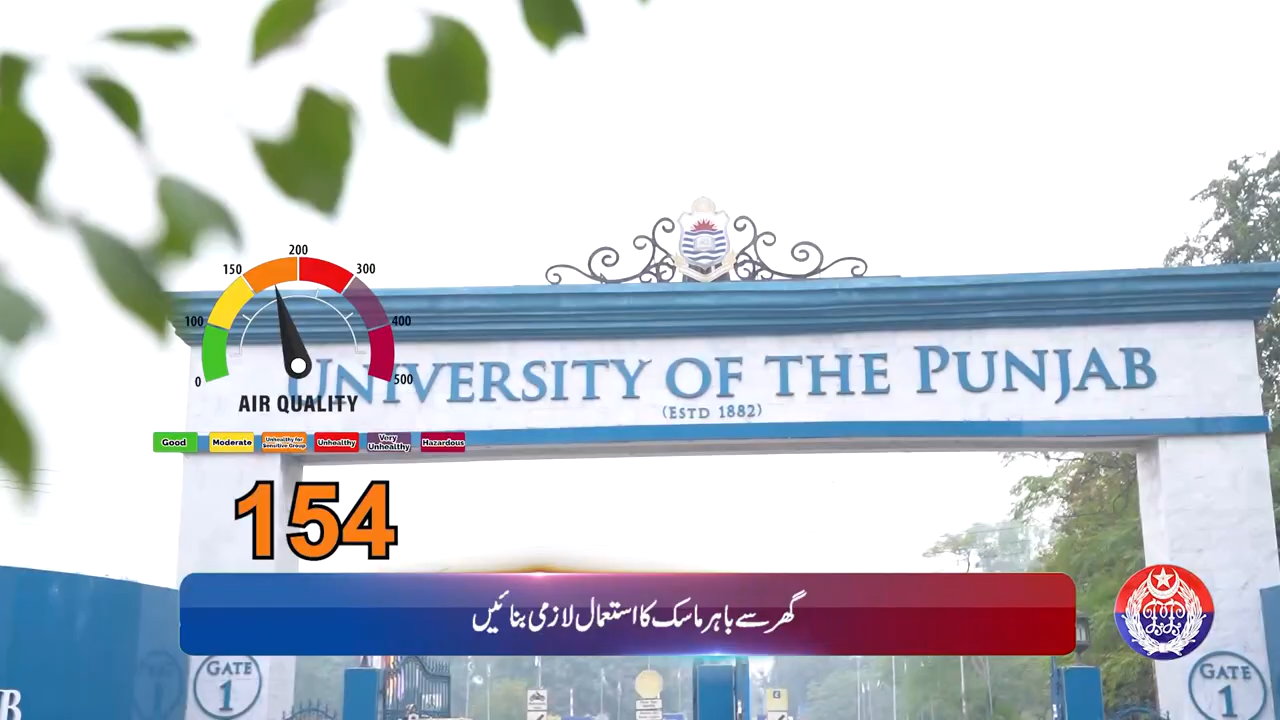 200
150 300
100 400
0 500
AIR QUALITY
Good Moderate Unhealthy for Sensitive Group Unhealthy Very Unhealthy Hazardous
154
UNIVERSITY OF THE PUNJAB
(ESTD 1882)
گھر سے باہر ماسک کا استعمال لازمی بنائیں
GATE
1
GATE
1